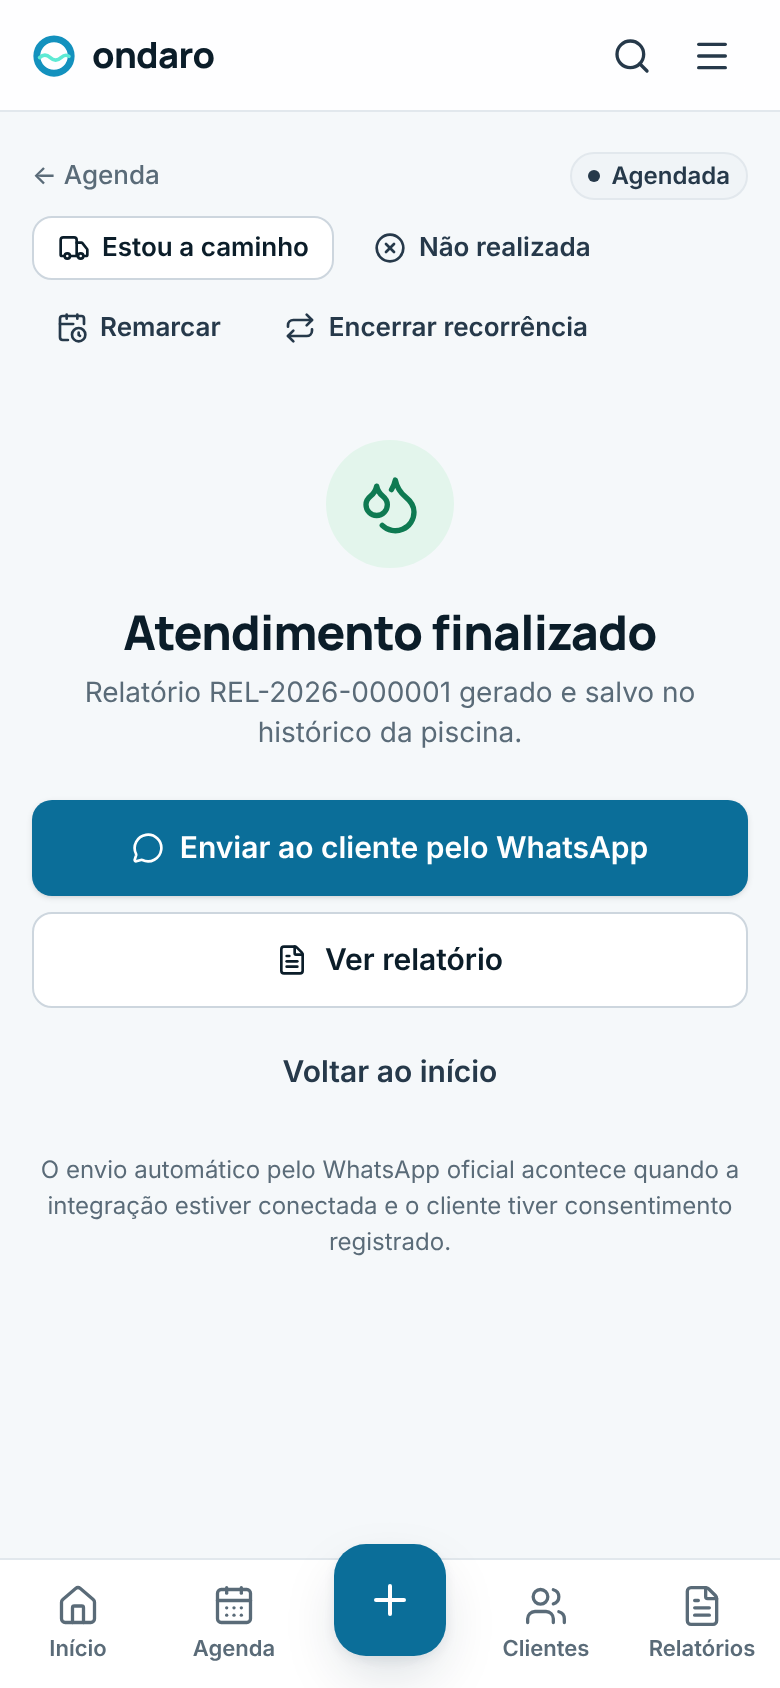 ondaro
← Agenda
Agendada
Estou a caminho
Não realizada
Remarcar
Encerrar recorrência
Atendimento finalizado
Relatório REL-2026-000001 gerado e salvo no
histórico da piscina.
Enviar ao cliente pelo WhatsApp
Ver relatório
Voltar ao início
O envio automático pelo WhatsApp oficial acontece quando a
integração estiver conectada e o cliente tiver consentimento
registrado.
Início
Agenda
Clientes
Relatórios